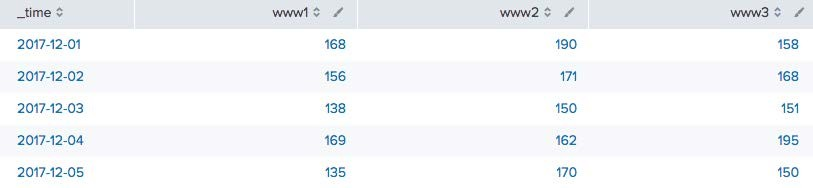 _time www1 www2 www3
2017-12-01 168 190 158
2017-12-02 156 171 168
2017-12-03 138 150 151
2017-12-04 169 162 195
2017-12-05 135 170 150